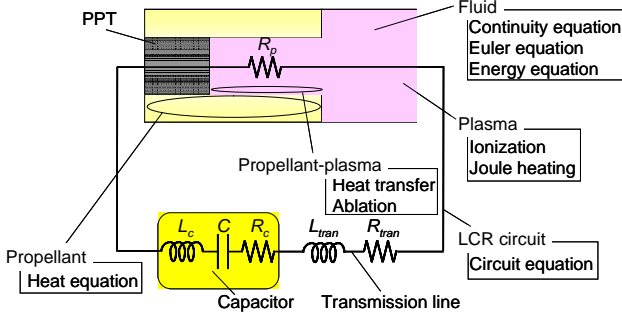 PPT
Fluid
Continuity equation
Euler equation
Energy equation
Rp
Plasma
Ionization
Joule heating
Propellant-plasma
Heat transfer
Ablation
Lc
C
Rc
Ltran
Rtran
LCR circuit
Circuit equation
Propellant
Heat equation
Capacitor
Transmission line